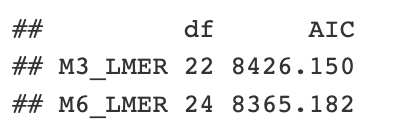 ##         df      AIC
## M3_LMER 22 8426.150
## M6_LMER 24 8365.182